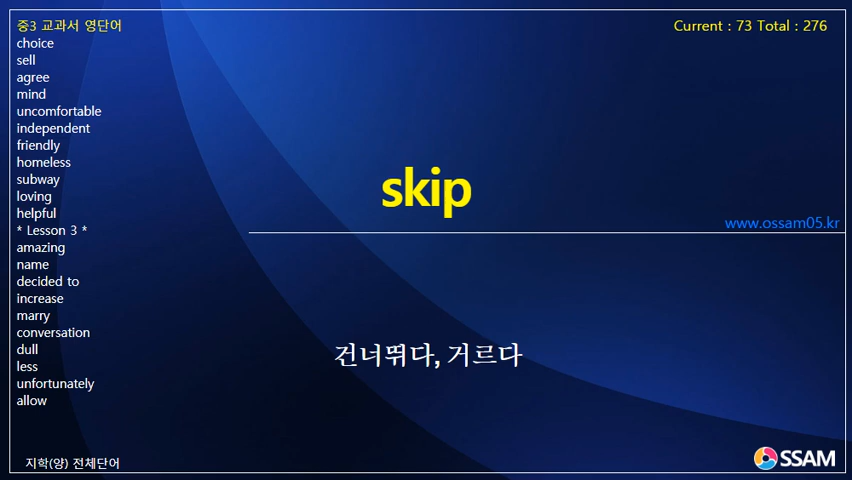 중3 교과서 영단어
Current : 73 Total : 276
choice
sell
agree
mind
uncomfortable
independent
friendly
homeless
subway
loving
helpful
* Lesson 3 *
amazing
name
decided to
increase
marry
conversation
dull
less
unfortunately
allow
skip
www.ossam05.kr
건너뛰다, 거르다
지학(양) 전체단어
OSSAM